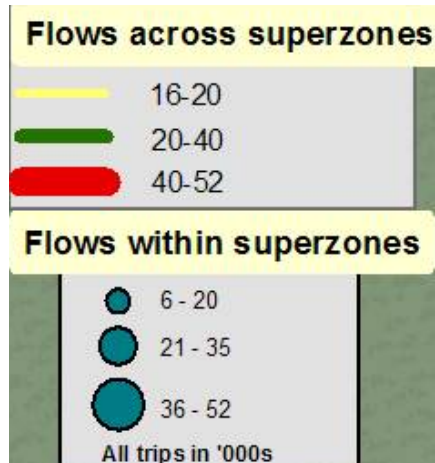 Flows across superzones
16-20
20-40
40-52
Flows within superzones
6 - 20
21 - 35
36 - 52
All trips in '000s